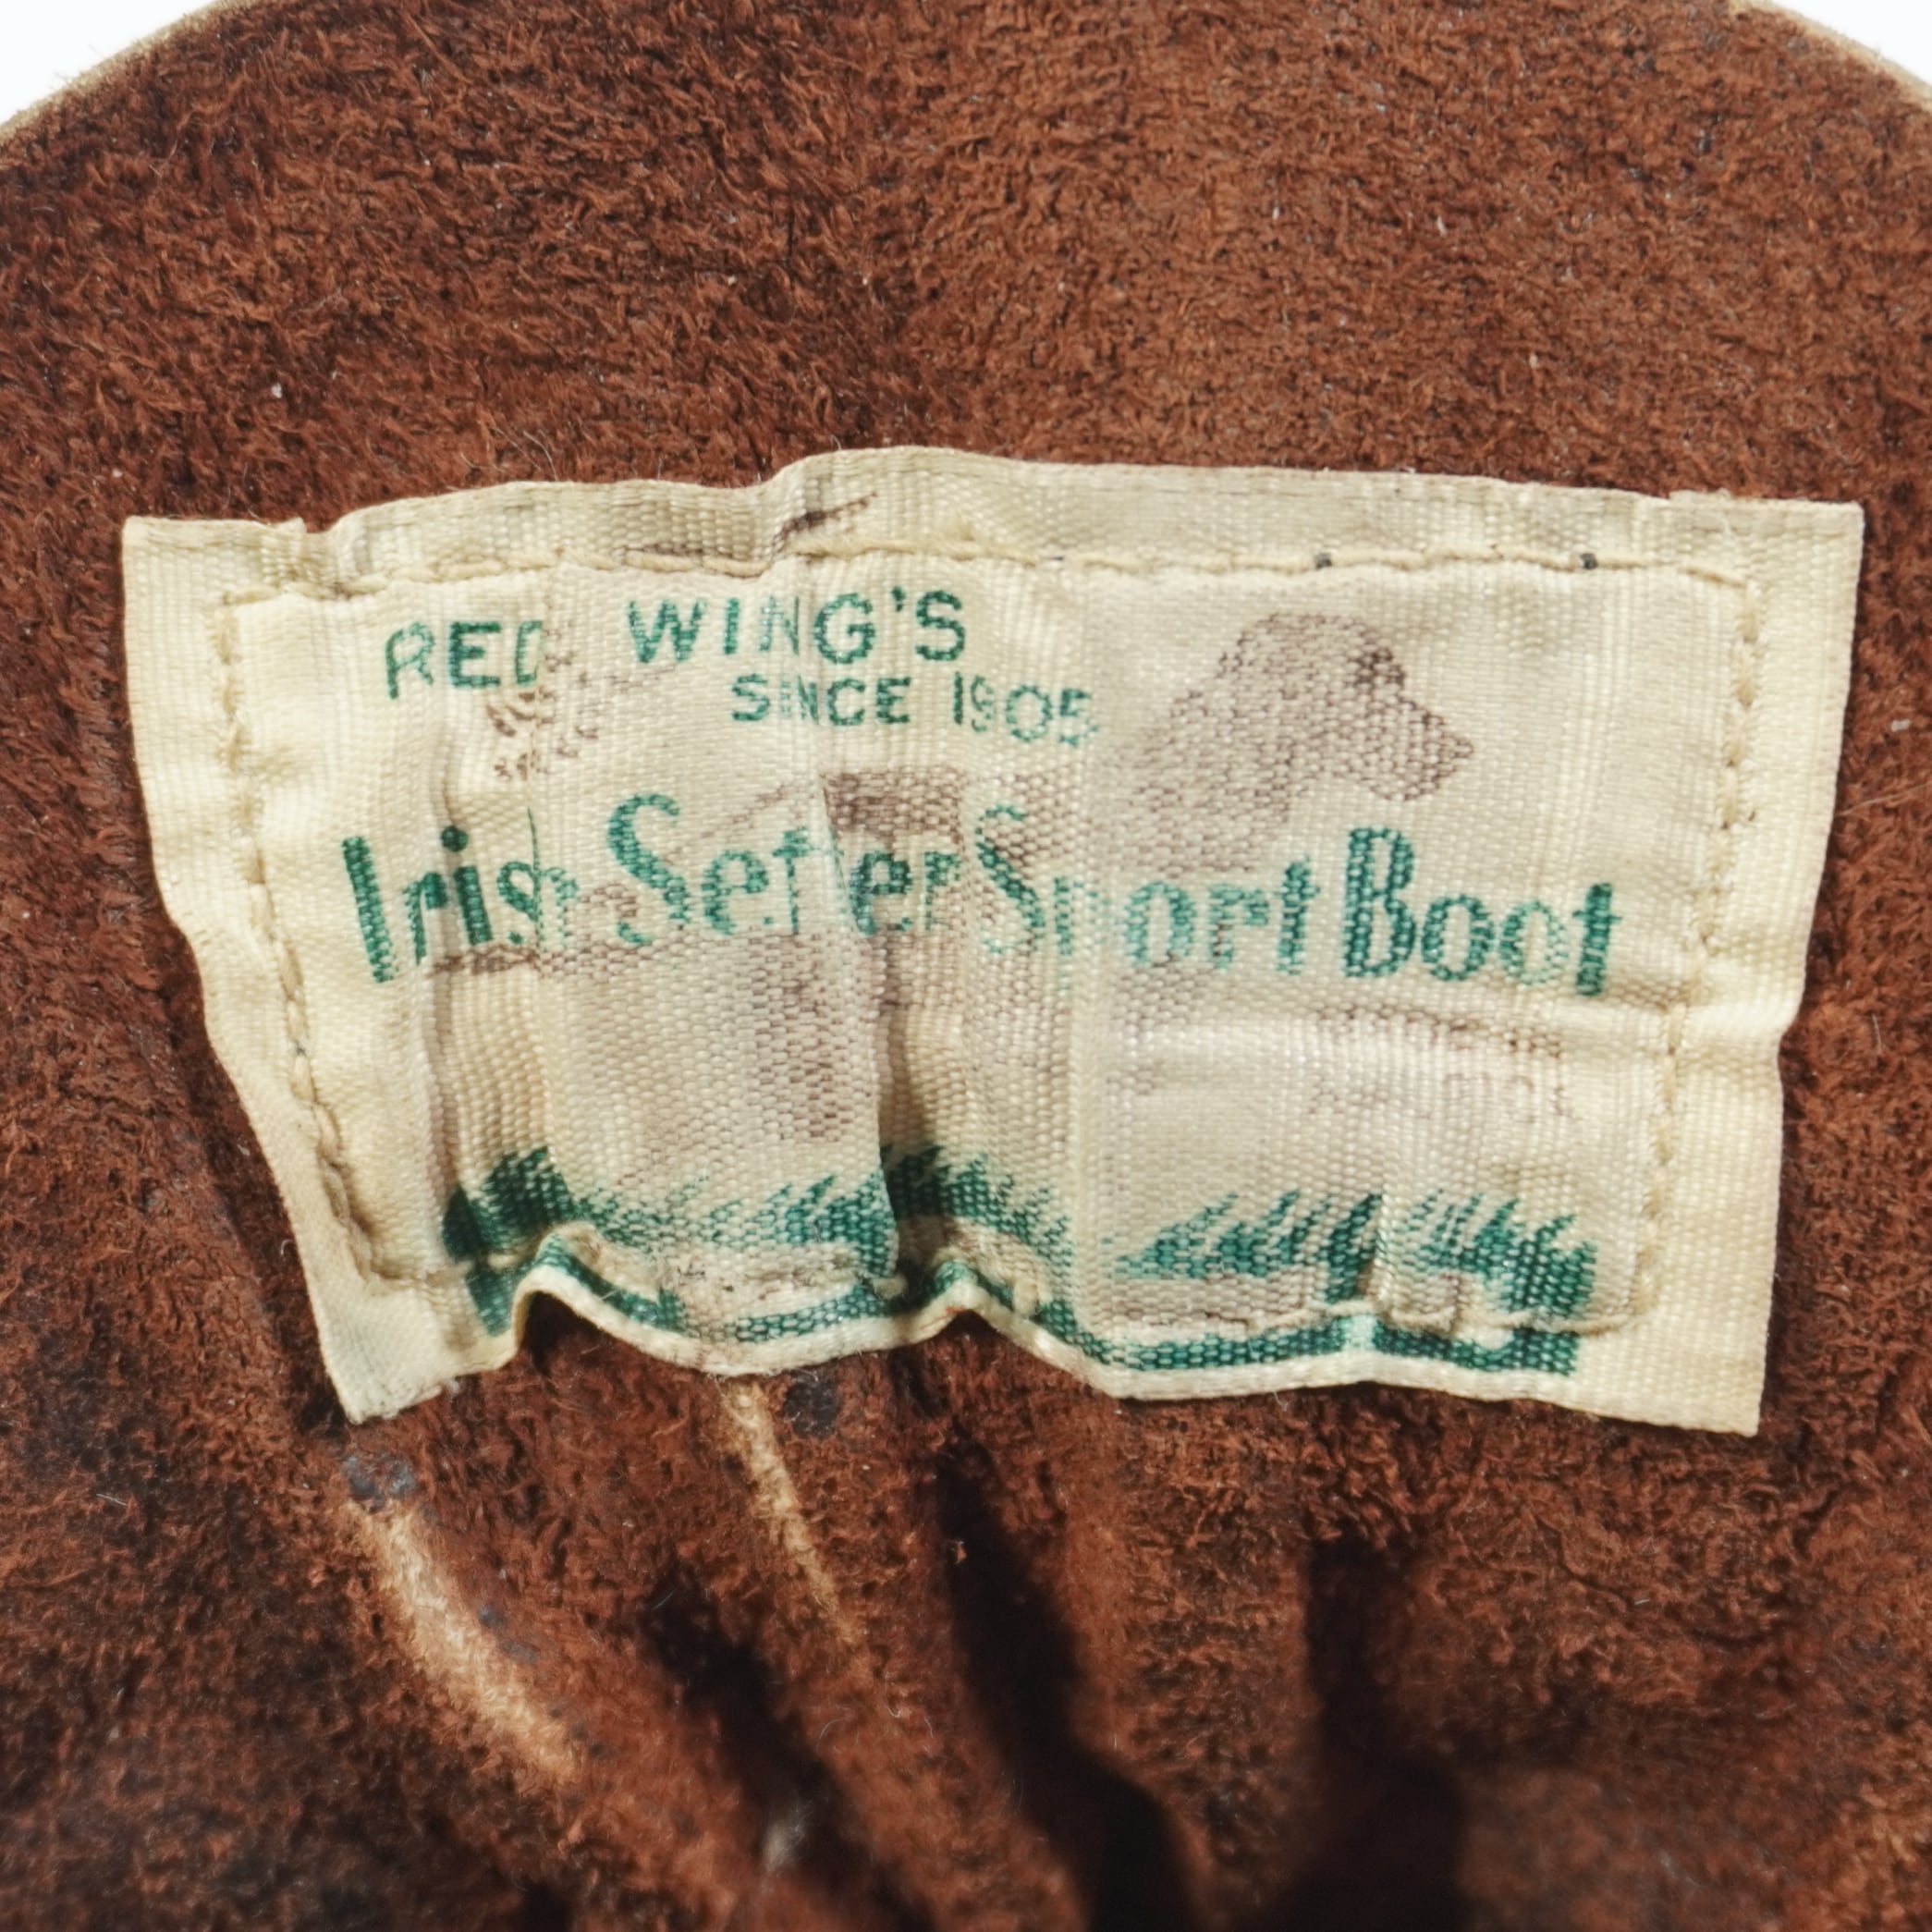 RED WING'S
SINCE 1905
Irish Setter Sport Boot